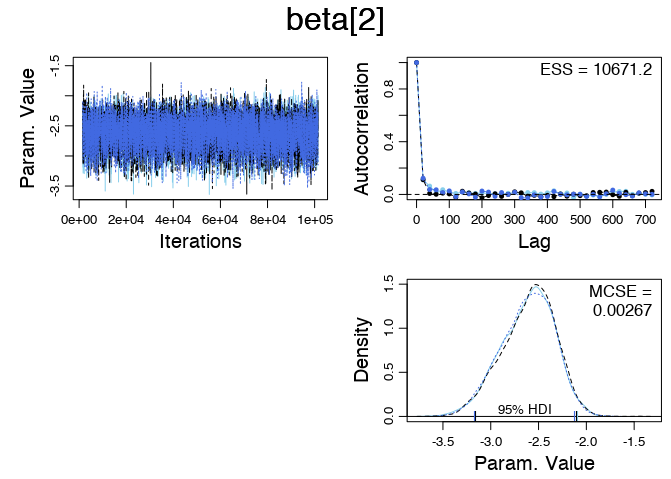 beta[2]
-1.5
-2.5
-3.5
Param. Value
0e+00 2e+04 4e+04 6e+04 8e+04 1e+05
Iterations
ESS = 10671.2
0.8
0.4
0.0
Autocorrelation
0 100 200 300 400 500 600 700
Lag
MCSE =
0.00267
1.5
1.0
0.5
0.0
Density
95% HDI
-3.5 -3.0 -2.5 -2.0 -1.5
Param. Value